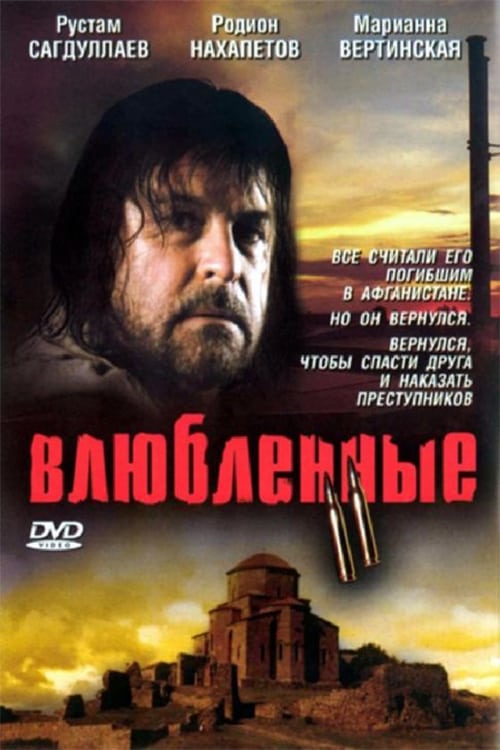 Рустам САГДУЛЛАЕВ
Родион НАХАПЕТОВ
Марианна ВЕРТИНСКАЯ
ВСЕ СЧИТАЛИ ЕГО
ПОГИБШИМ
В АФГАНИСТАНЕ.
НО ОН ВЕРНУЛСЯ.
ВЕРНУЛСЯ,
ЧТОБЫ СПАСТИ ДРУГА
И НАКАЗАТЬ
ПРЕСТУПНИКОВ
ВЛЮБЛЕННЫЕ
II
DVD
VIDEO